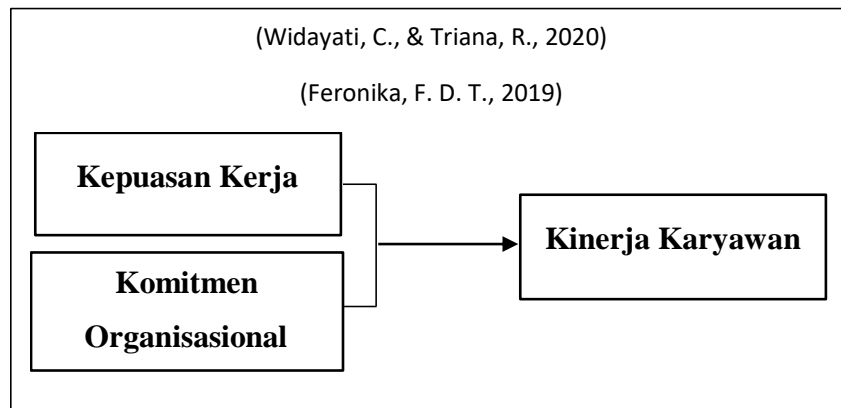 (Widayati, C., & Triana, R., 2020)
(Feronika, F. D. T., 2019)
Kepuasan Kerja
Komitmen
Organisasional
Kinerja Karyawan